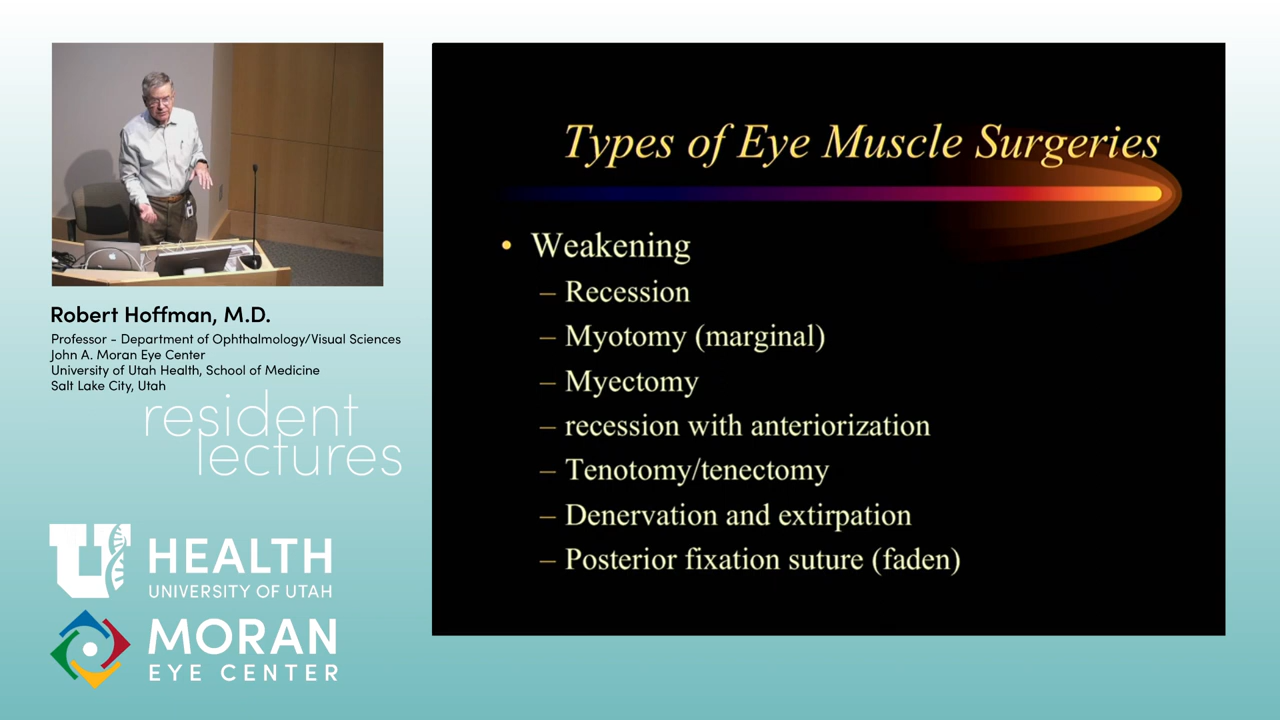 Robert Hoffman, M.D.
Professor - Department of Ophthalmology/Visual Sciences
John A. Moran Eye Center
University of Utah Health, School of Medicine
Salt Lake City, Utah
resident
lectures
U HEALTH
UNIVERSITY OF UTAH
MORAN
EYE CENTER
Types of Eye Muscle Surgeries
• Weakening
– Recession
– Myotomy (marginal)
– Myectomy
– recession with anteriorization
– Tenotomy/tenectomy
– Denervation and extirpation
– Posterior fixation suture (faden)